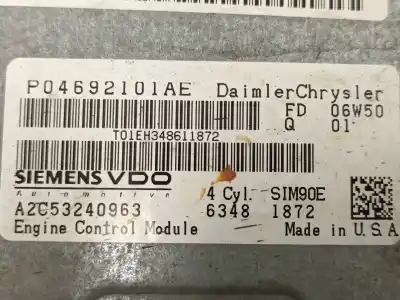 P04692101AE DaimlerChrysler
FD 06W50
Q 01
T01EH348611872
SIEMENS VDO
Automotive
4 Cyl. SIM90E
A2C53240963 6348 1872
Engine Control Module Made in U.S.A